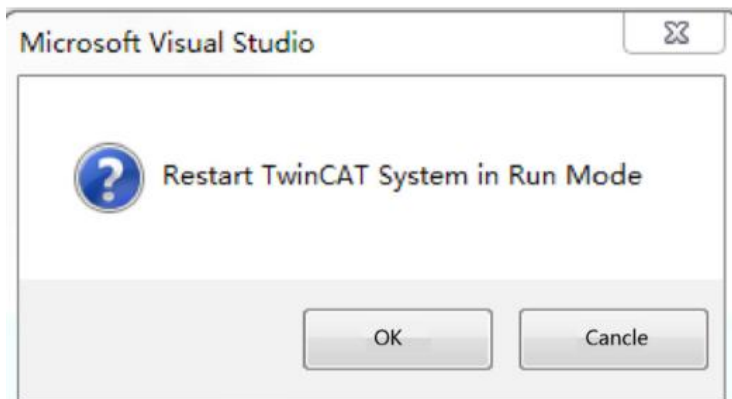 Microsoft Visual Studio
Restart TwinCAT System in Run Mode
OK
Cancle